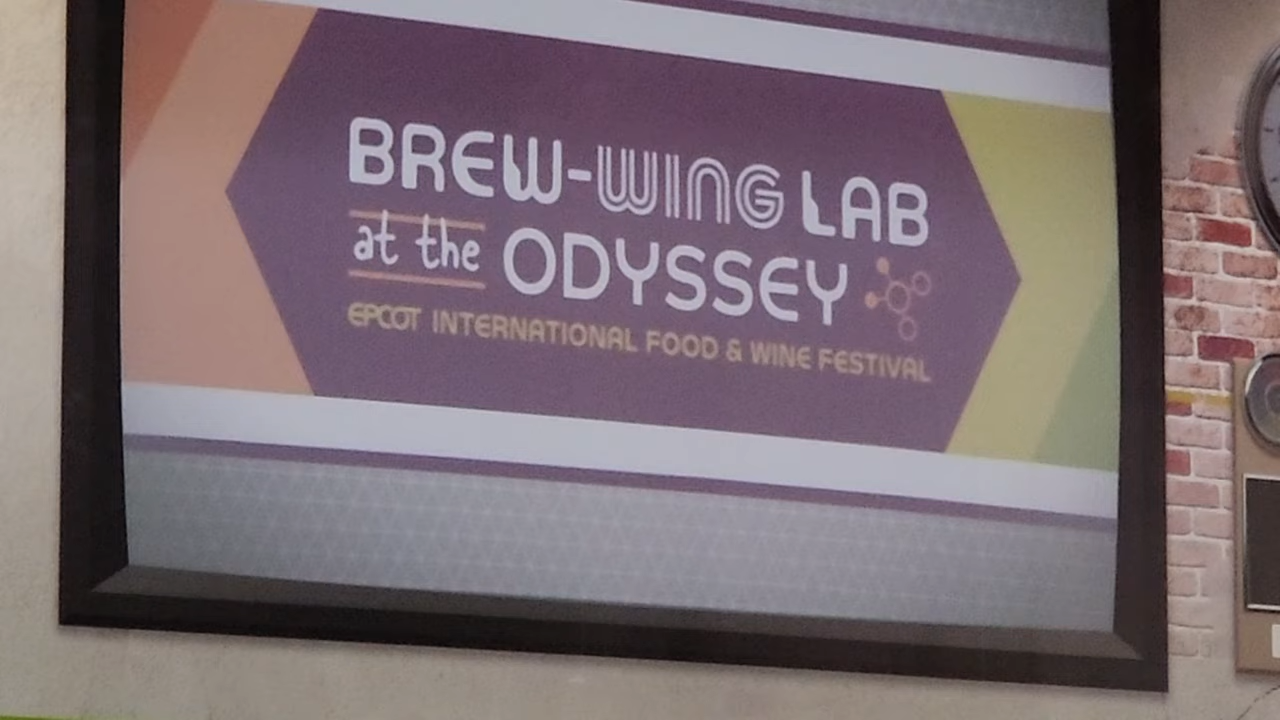 BREW-WING LAB
at the ODYSSEY
EPCOT INTERNATIONAL FOOD & WINE FESTIVAL